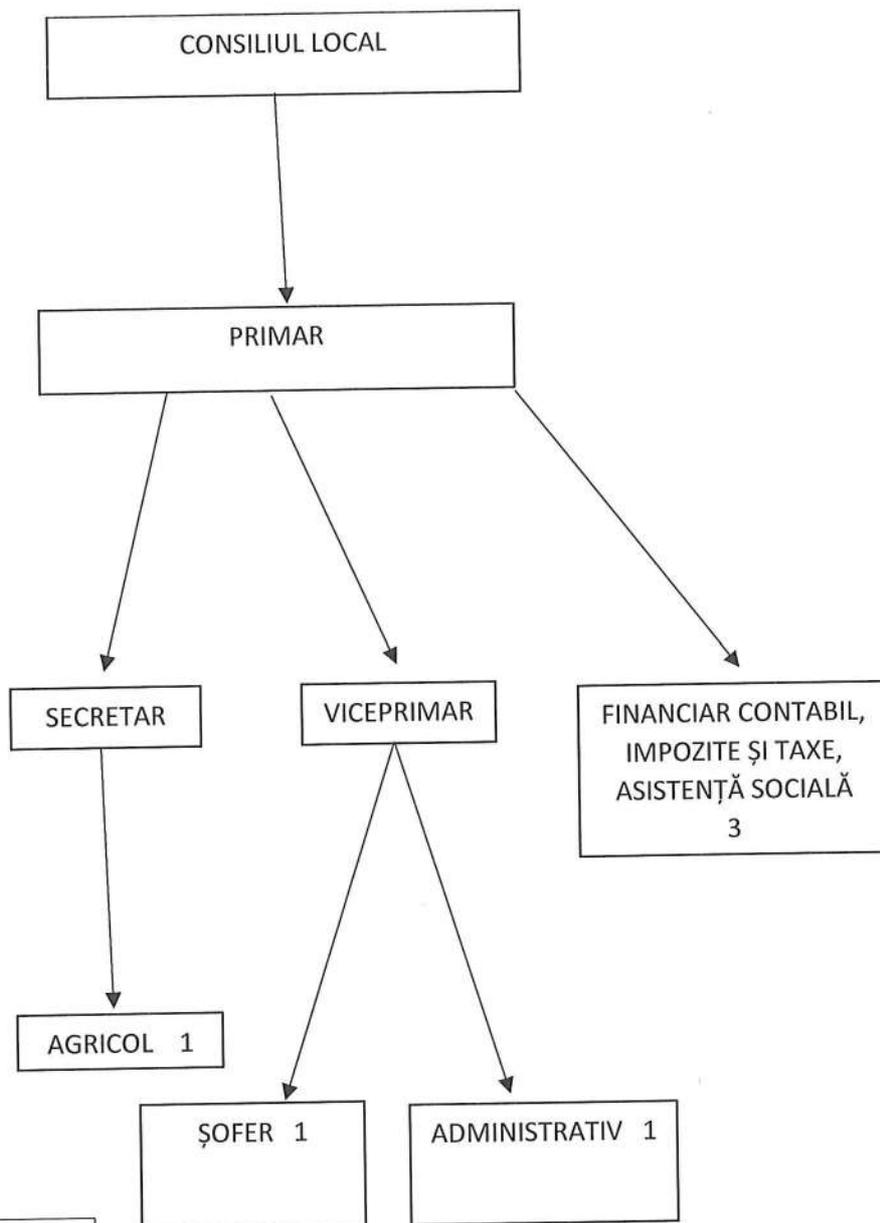 CONSILIUL LOCAL
PRIMAR
SECRETAR
VICEPRIMAR
FINANCIAR CONTABIL,
IMPOZITE ȘI TAXE,
ASISTENȚĂ SOCIALĂ
3
AGRICOL 1
ȘOFER 1
ADMINISTRATIV 1